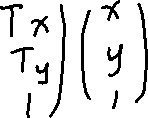 Tx) (x
Ty) (y
1) (1)